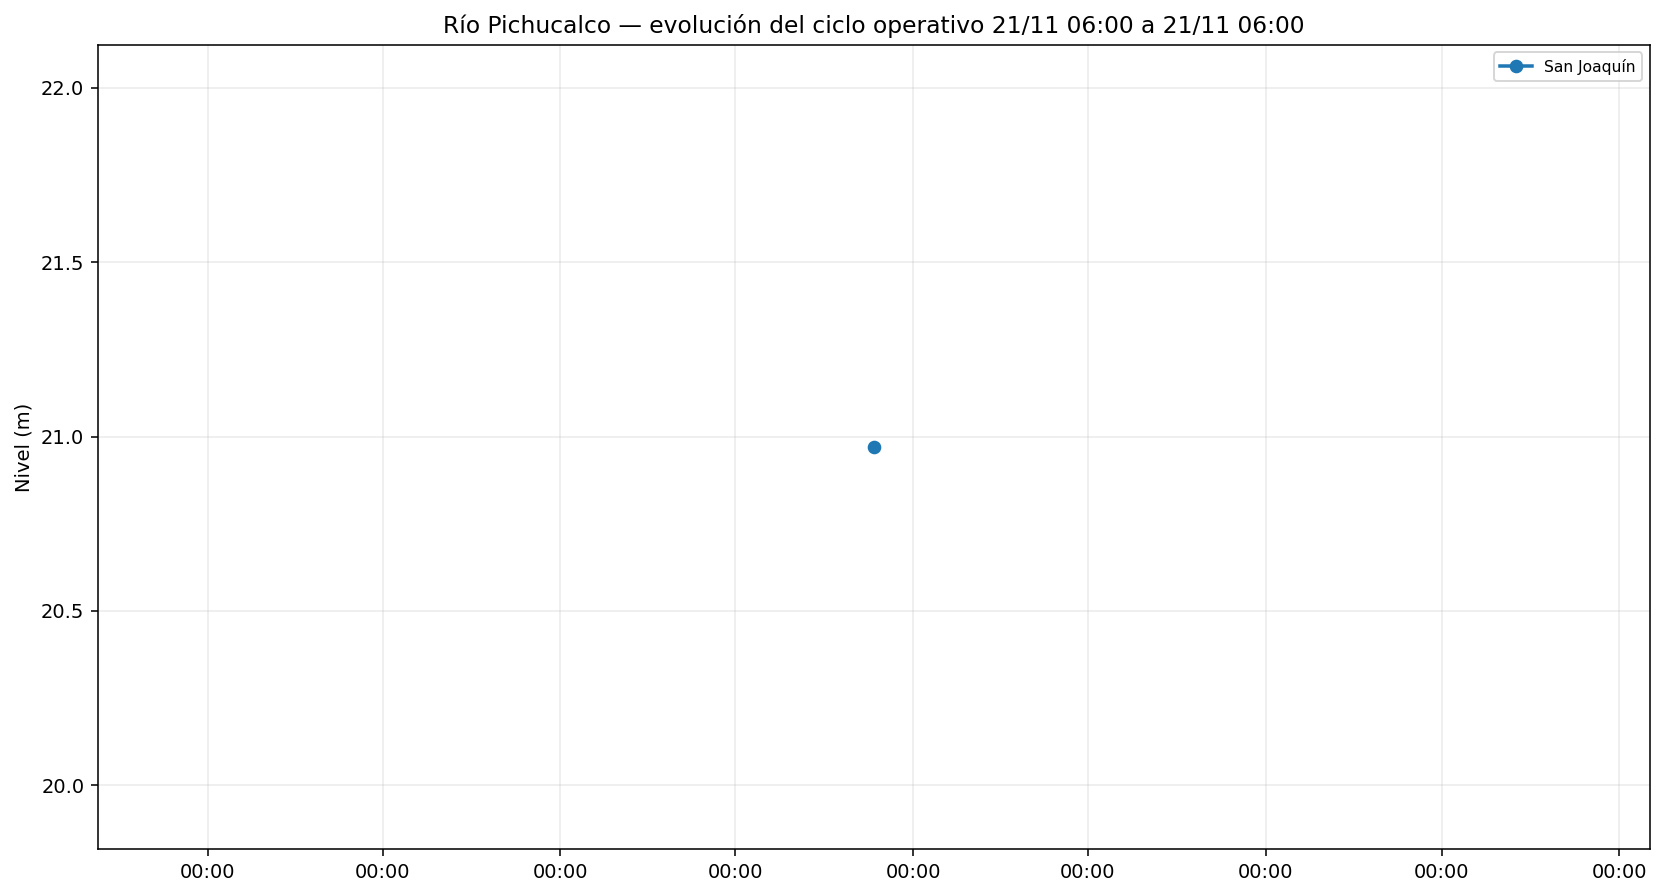 Río Pichucalco — evolución del ciclo operativo 21/11 06:00 a 21/11 06:00
San Joaquín
Nivel (m)
22.0
21.5
21.0
20.5
20.0
00:00 00:00 00:00 00:00 00:00 00:00 00:00 00:00 00:00